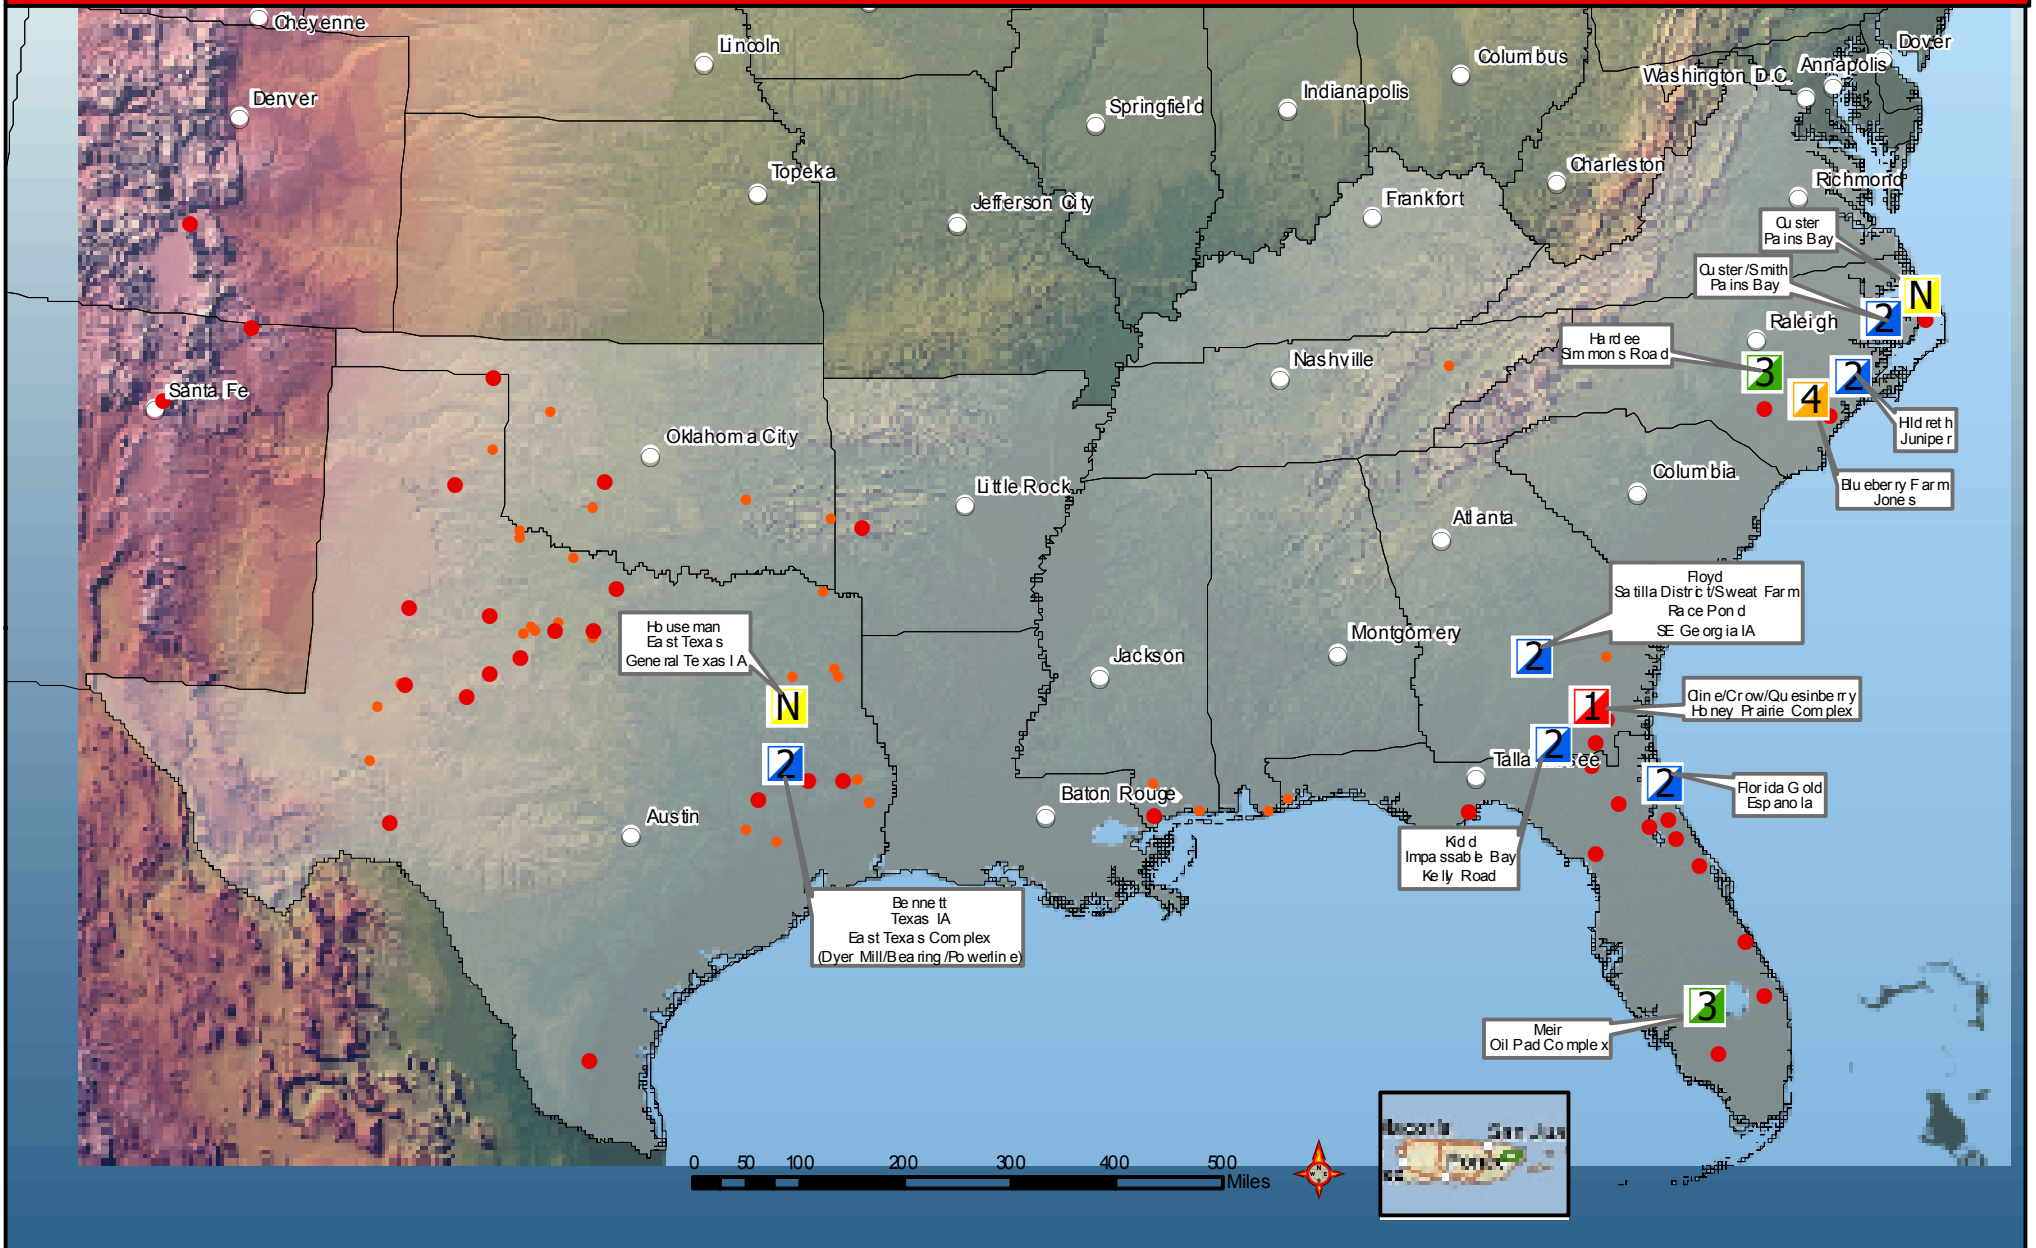 Cheyenne
Lincoln
Denver
Topeka
Springfield
Indianapolis
Columbus
Washington D.C.
Annapolis
Dover
Jefferson City
Frankfort
Charleston
Richmond
Custer
Pains Bay
Custer/Smith
Pains Bay
N
2
Raleigh
Hardee
Simmons Road
3
4
2
Hldreth
Juniper
Blueberry Farm
Jones
Santa Fe
Nashville
Oklahoma City
Little Rock
Atlanta
Columbia
Floyd
Satilla District/Sweat Farm
Race Pond
SE Georgia IA
2
Houseman
East Texas
General Texas IA
N
2
Jackson
Montgomery
Cline/Crow/Quesinberry
Honey Prairie Complex
1
2
2
Florida Gold
Espanola
Austin
Baton Rouge
Kidd
Impassable Bay
Kelly Road
Bennett
Texas IA
East Texas Complex
(Dyer Mill/Bearing/Powerline)
3
Meir
Oil Pad Complex
0 50 100 200 300 400 500
Miles
N